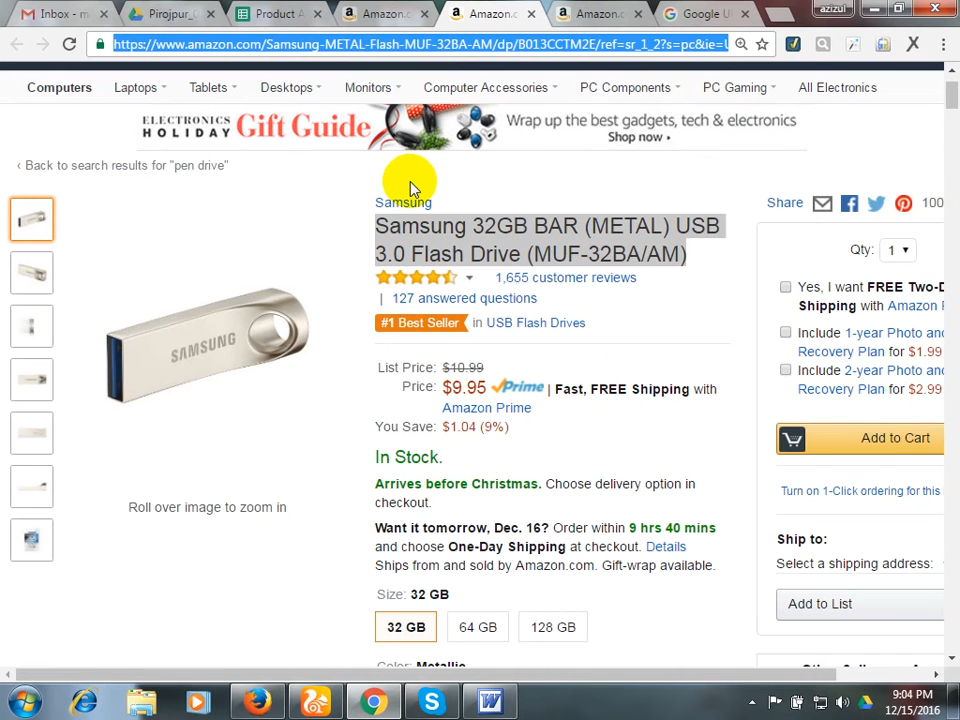 Inbox - m
Pirojpur_G
Product A
Amazon.c
Amazon.c
Amazon.c
Google U
azizul
https://www.amazon.com/Samsung-METAL-Flash-MUF-32BA-AM/dp/B013CCTM2E/ref=sr_1_2?s=pc&ie=U
Computers Laptops Tablets Desktops Monitors Computer Accessories PC Components PC Gaming All Electronics
ELECTRONICS HOLIDAY Gift Guide
Wrap up the best gadgets, tech & electronics
Shop now ›
‹ Back to search results for "pen drive"
Samsung
Samsung 32GB BAR (METAL) USB
3.0 Flash Drive (MUF-32BA/AM)
1,655 customer reviews
| 127 answered questions
#1 Best Seller in USB Flash Drives
List Price: $10.99
Price: $9.95 Prime | Fast, FREE Shipping with
Amazon Prime
You Save: $1.04 (9%)
In Stock.
Arrives before Christmas. Choose delivery option in
checkout.
Want it tomorrow, Dec. 16? Order within 9 hrs 40 mins
and choose One-Day Shipping at checkout. Details
Ships from and sold by Amazon.com. Gift-wrap available.
Size: 32 GB
32 GB 64 GB 128 GB
Color: Metallic
SAMSUNG
Roll over image to zoom in
Share 100
Qty: 1
Yes, I want FREE Two-D
Shipping with Amazon P
Include 1-year Photo and
Recovery Plan for $1.99
Include 2-year Photo and
Recovery Plan for $2.99
Add to Cart
Turn on 1-Click ordering for this
Ship to:
Select a shipping address:
Add to List
9:04 PM
12/15/2016